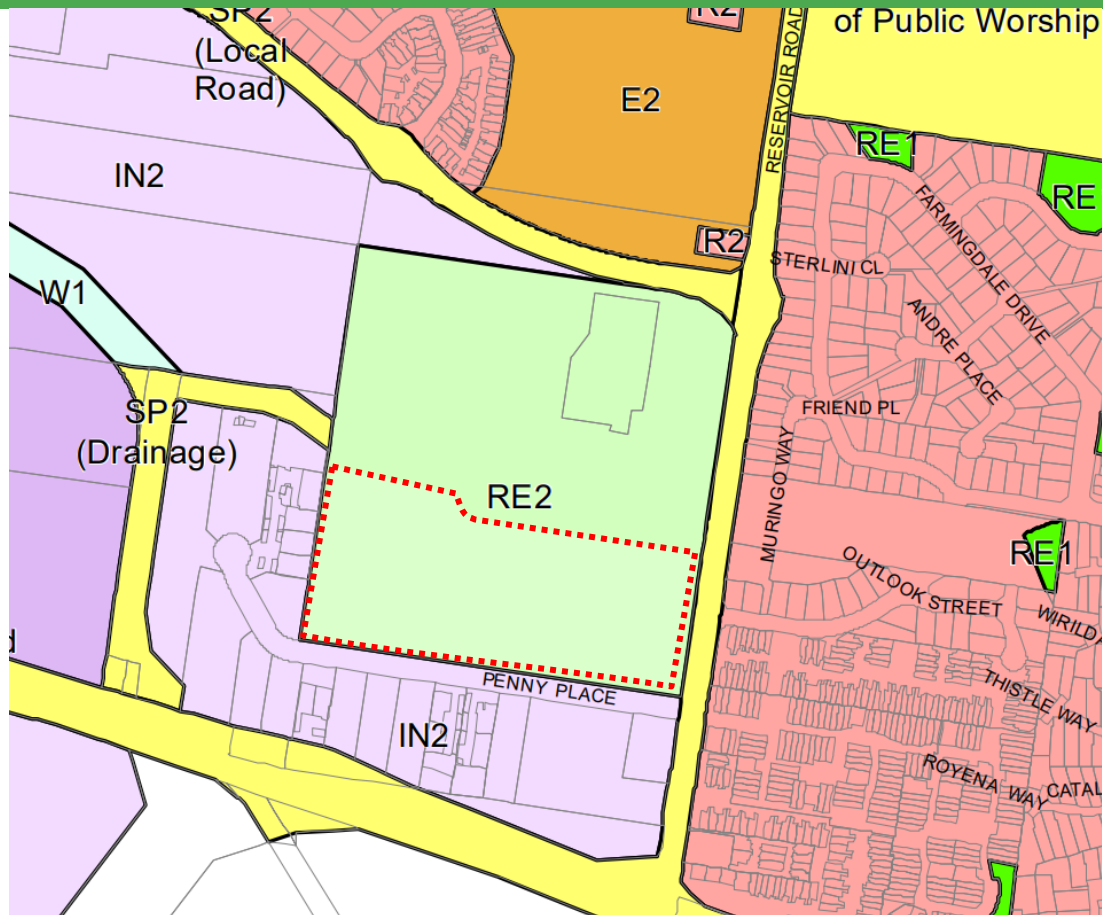 SP2
(Local
Road)
R2
of Public Worship
RESERVOIR ROAD
E2
IN2
RE1
RE
FARMINGDALE DRIVE
R2
STERLINI CL
W1
ANDRE PLACE
SP2
(Drainage)
FRIEND PL
MURINGO WAY
RE2
RE1
OUTLOOK STREET
WIRILDA
d
PENNY PLACE
THISTLE WAY
IN2
ROYENA WAY
CATAL